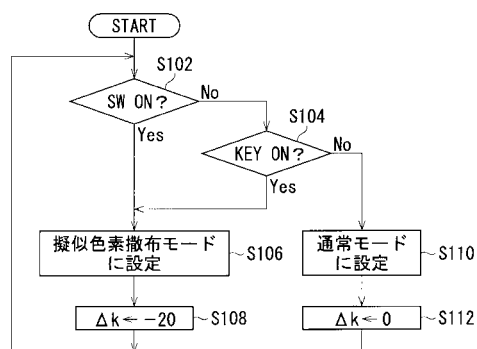 START
S102
SW ON?
No
Yes
S104
KEY ON?
No
Yes
擬似色素撒布モード
に設定
S106
通常モード
に設定
S110
Δk←-20
S108
Δk←0
S112